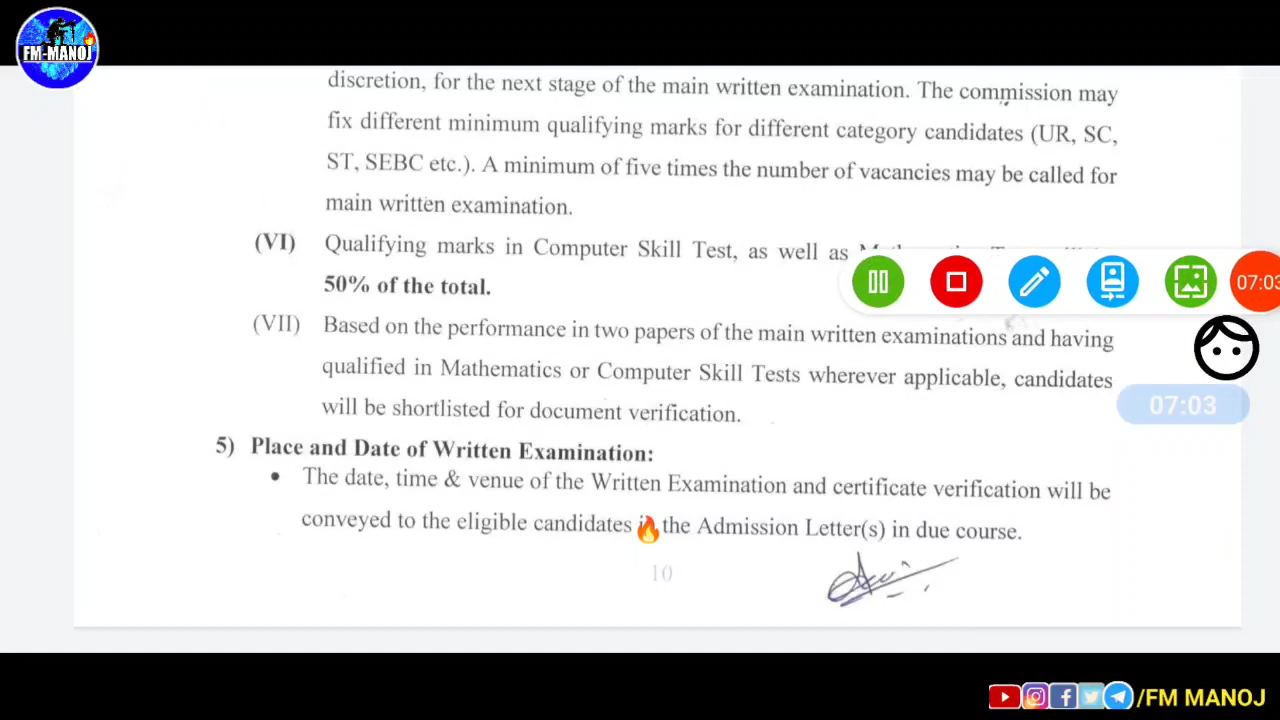 FM-MANOJ
discretion, for the next stage of the main written examination. The commission may
fix different minimum qualifying marks for different category candidates (UR, SC,
ST, SEBC etc.). A minimum of five times the number of vacancies may be called for
main written examination.
(VI) Qualifying marks in Computer Skill Test, as well as
50% of the total.
07:03
(VII) Based on the performance in two papers of the main written examinations and having
qualified in Mathematics or Computer Skill Tests wherever applicable, candidates
will be shortlisted for document verification.
07:03
5) Place and Date of Written Examination:
• The date, time & venue of the Written Examination and certificate verification will be
conveyed to the eligible candidates the Admission Letter(s) in due course.
10
/FM MANOJ